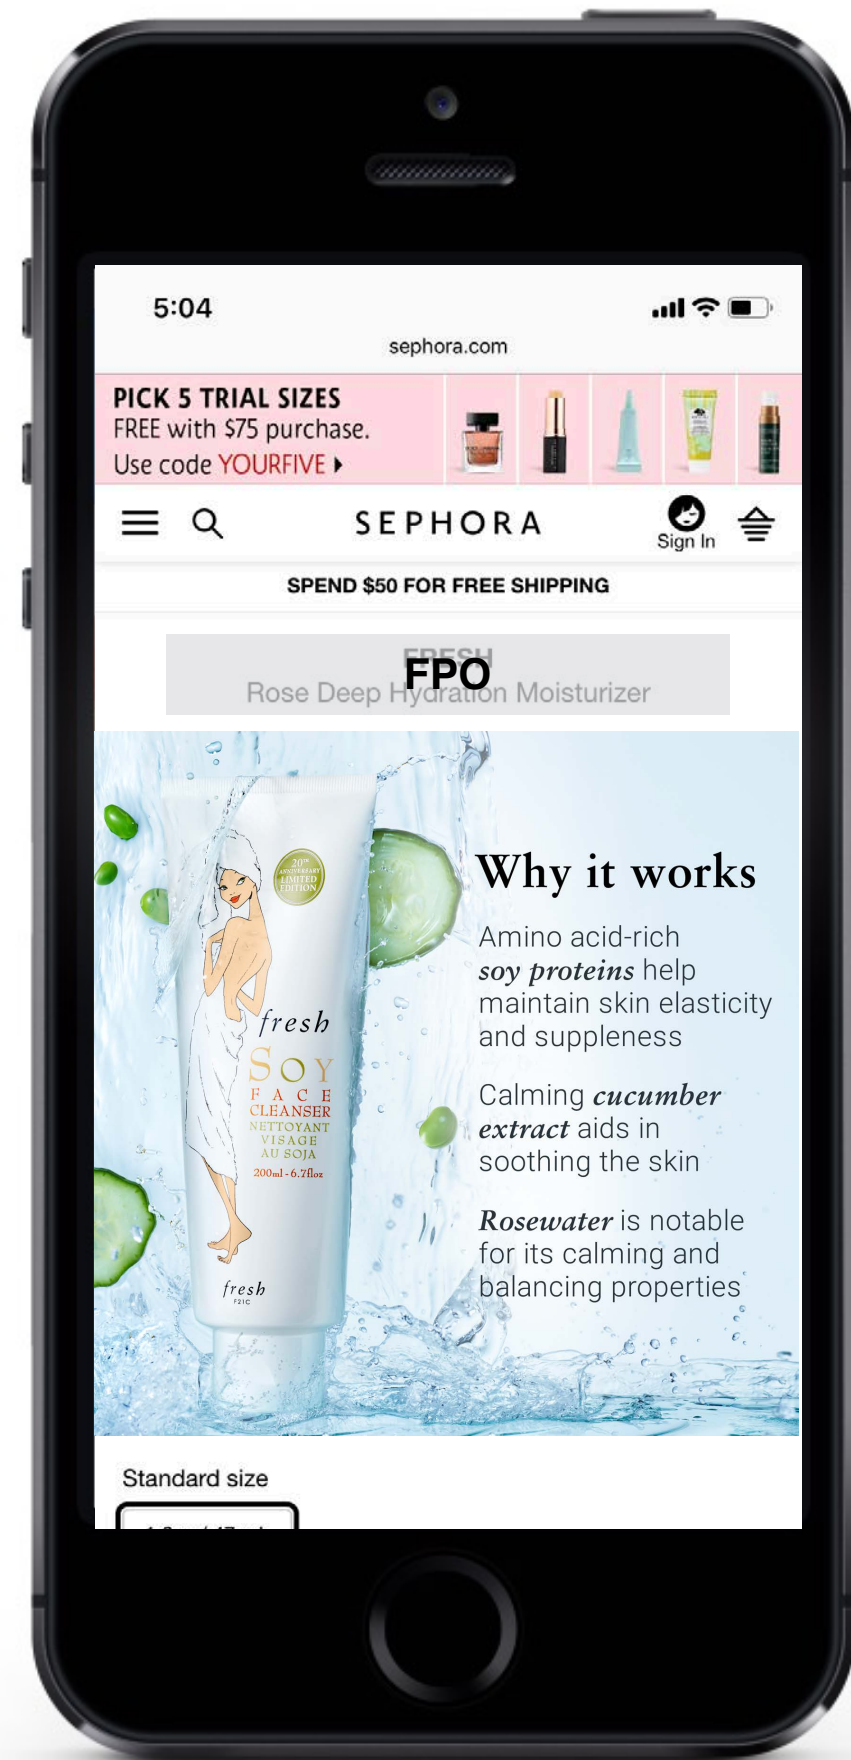 5:04
sephora.com
PICK 5 TRIAL SIZES
FREE with $75 purchase.
Use code YOURFIVE
SEPHORA
Sign In
SPEND $50 FOR FREE SHIPPING
FRESH
FPO
Rose Deep Hydration Moisturizer
20TH
ANNIVERSARY
LIMITED
EDITION
fresh
SOY
FACE
CLEANSER
NETTOYANT
VISAGE
AU SOJA
200ml - 6.7floz
fresh
F21C
Why it works
Amino acid-rich
soy proteins help
maintain skin elasticity
and suppleness
Calming cucumber
extract aids in
soothing the skin
Rosewater is notable
for its calming and
balancing properties
Standard size